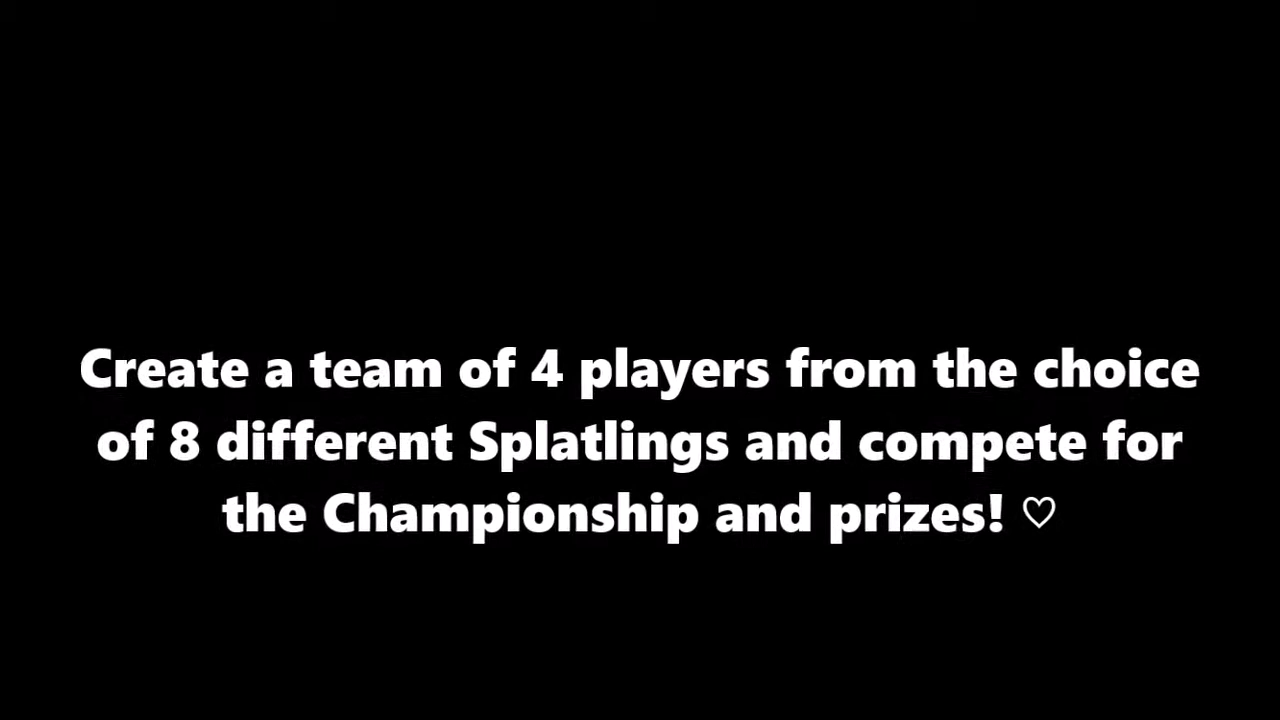 Create a team of 4 players from the choice
of 8 different Splatlings and compete for
the Championship and prizes! ♡